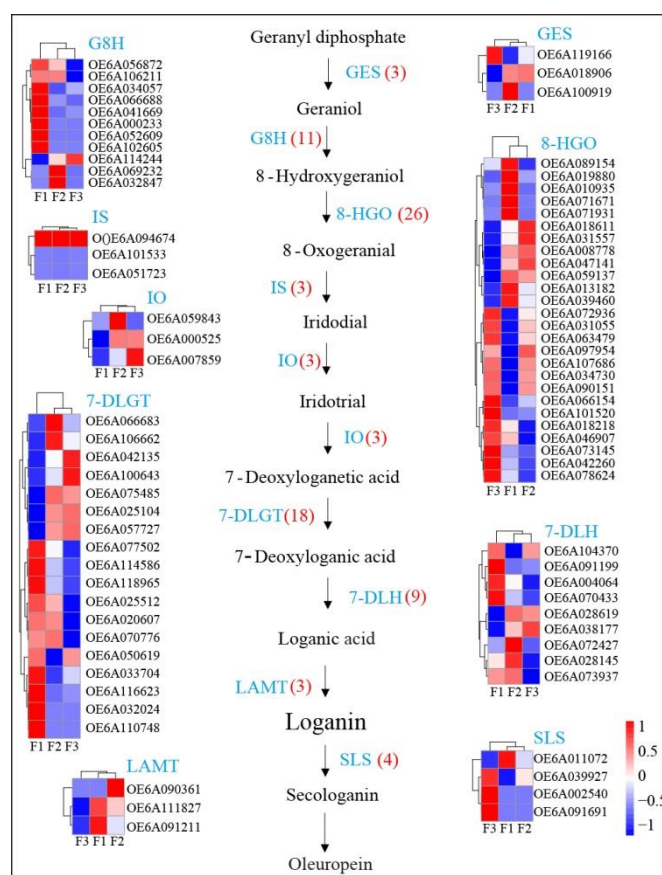 G8H
OE6A056872
OE6A106211
OE6A034057
OE6A066688
OE6A041669
OE6A000233
OE6A052609
OE6A102605
OE6A114244
OE6A069232
OE6A032847
F1 F2 F3
IS
O()E6A094674
OE6A101533
OE6A051723
F1 F2 F3
IO
OE6A059843
OE6A000525
OE6A007859
F1 F2 F3
7-DLGT
OE6A066683
OE6A106662
OE6A042135
OE6A100643
OE6A075485
OE6A025104
OE6A057727
OE6A077502
OE6A114586
OE6A118965
OE6A025512
OE6A020607
OE6A070776
OE6A050619
OE6A033704
OE6A116623
OE6A032024
OE6A110748
F1 F2 F3
LAMT
OE6A090361
OE6A111827
OE6A091211
F3 F1 F2
Geranyl diphosphate
GES (3)
Geraniol
G8H (11)
8-Hydroxygeraniol
8-HGO (26)
8-Oxogeranial
IS (3)
Iridodial
IO (3)
Iridotrial
IO (3)
7-Deoxyloganetic acid
7-DLGT (18)
7-Deoxyloganic acid
7-DLH (9)
Loganic acid
LAMT (3)
Loganin
SLS (4)
Secologanin
Oleuropein
GES
OE6A119166
OE6A018906
OE6A100919
F3 F2 F1
8-HGO
OE6A089154
OE6A019880
OE6A010935
OE6A071671
OE6A071931
OE6A018611
OE6A031557
OE6A008778
OE6A047141
OE6A059137
OE6A013182
OE6A039460
OE6A072936
OE6A031055
OE6A063479
OE6A097954
OE6A107686
OE6A034730
OE6A090151
OE6A066154
OE6A101520
OE6A018218
OE6A046907
OE6A073145
OE6A042260
OE6A078624
F3 F1 F2
7-DLH
OE6A104370
OE6A091199
OE6A004064
OE6A070433
OE6A028619
OE6A038177
OE6A072427
OE6A028145
OE6A073937
F1 F2 F3
SLS
OE6A011072
OE6A039927
OE6A002540
OE6A091691
F3 F1 F2
1
0.5
0
−0.5
−1